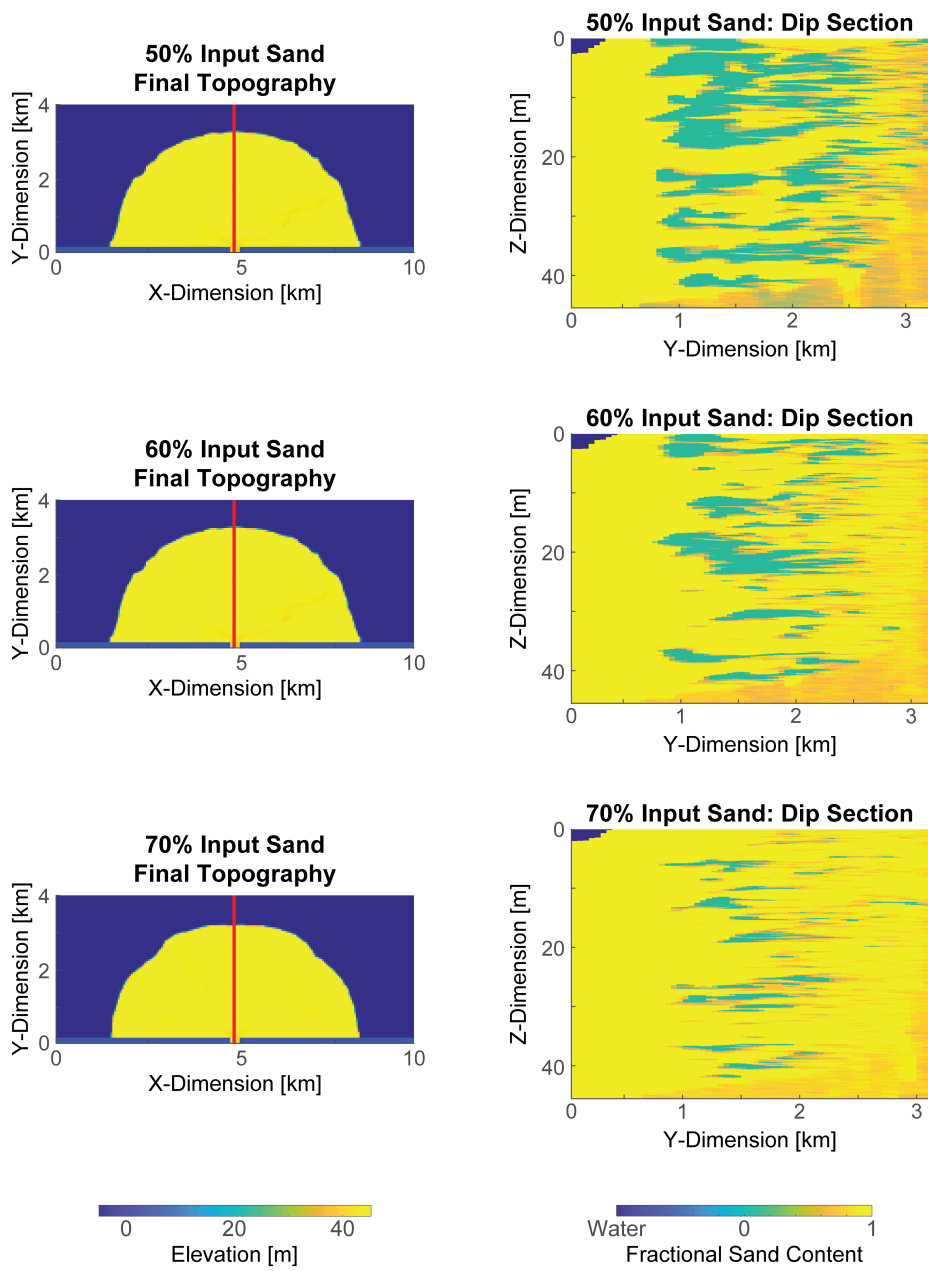 50% Input Sand
Final Topography
Y-Dimension [km]
4
2
0
0
5
10
X-Dimension [km]
50% Input Sand: Dip Section
Z-Dimension [m]
0
20
40
0
1
2
3
Y-Dimension [km]
60% Input Sand
Final Topography
Y-Dimension [km]
4
2
0
0
5
10
X-Dimension [km]
60% Input Sand: Dip Section
Z-Dimension [m]
0
20
40
0
1
2
3
Y-Dimension [km]
70% Input Sand
Final Topography
Y-Dimension [km]
4
2
0
0
5
10
X-Dimension [km]
70% Input Sand: Dip Section
Z-Dimension [m]
0
20
40
0
1
2
3
Y-Dimension [km]
0 20 40
Elevation [m]
Water 0 1
Fractional Sand Content